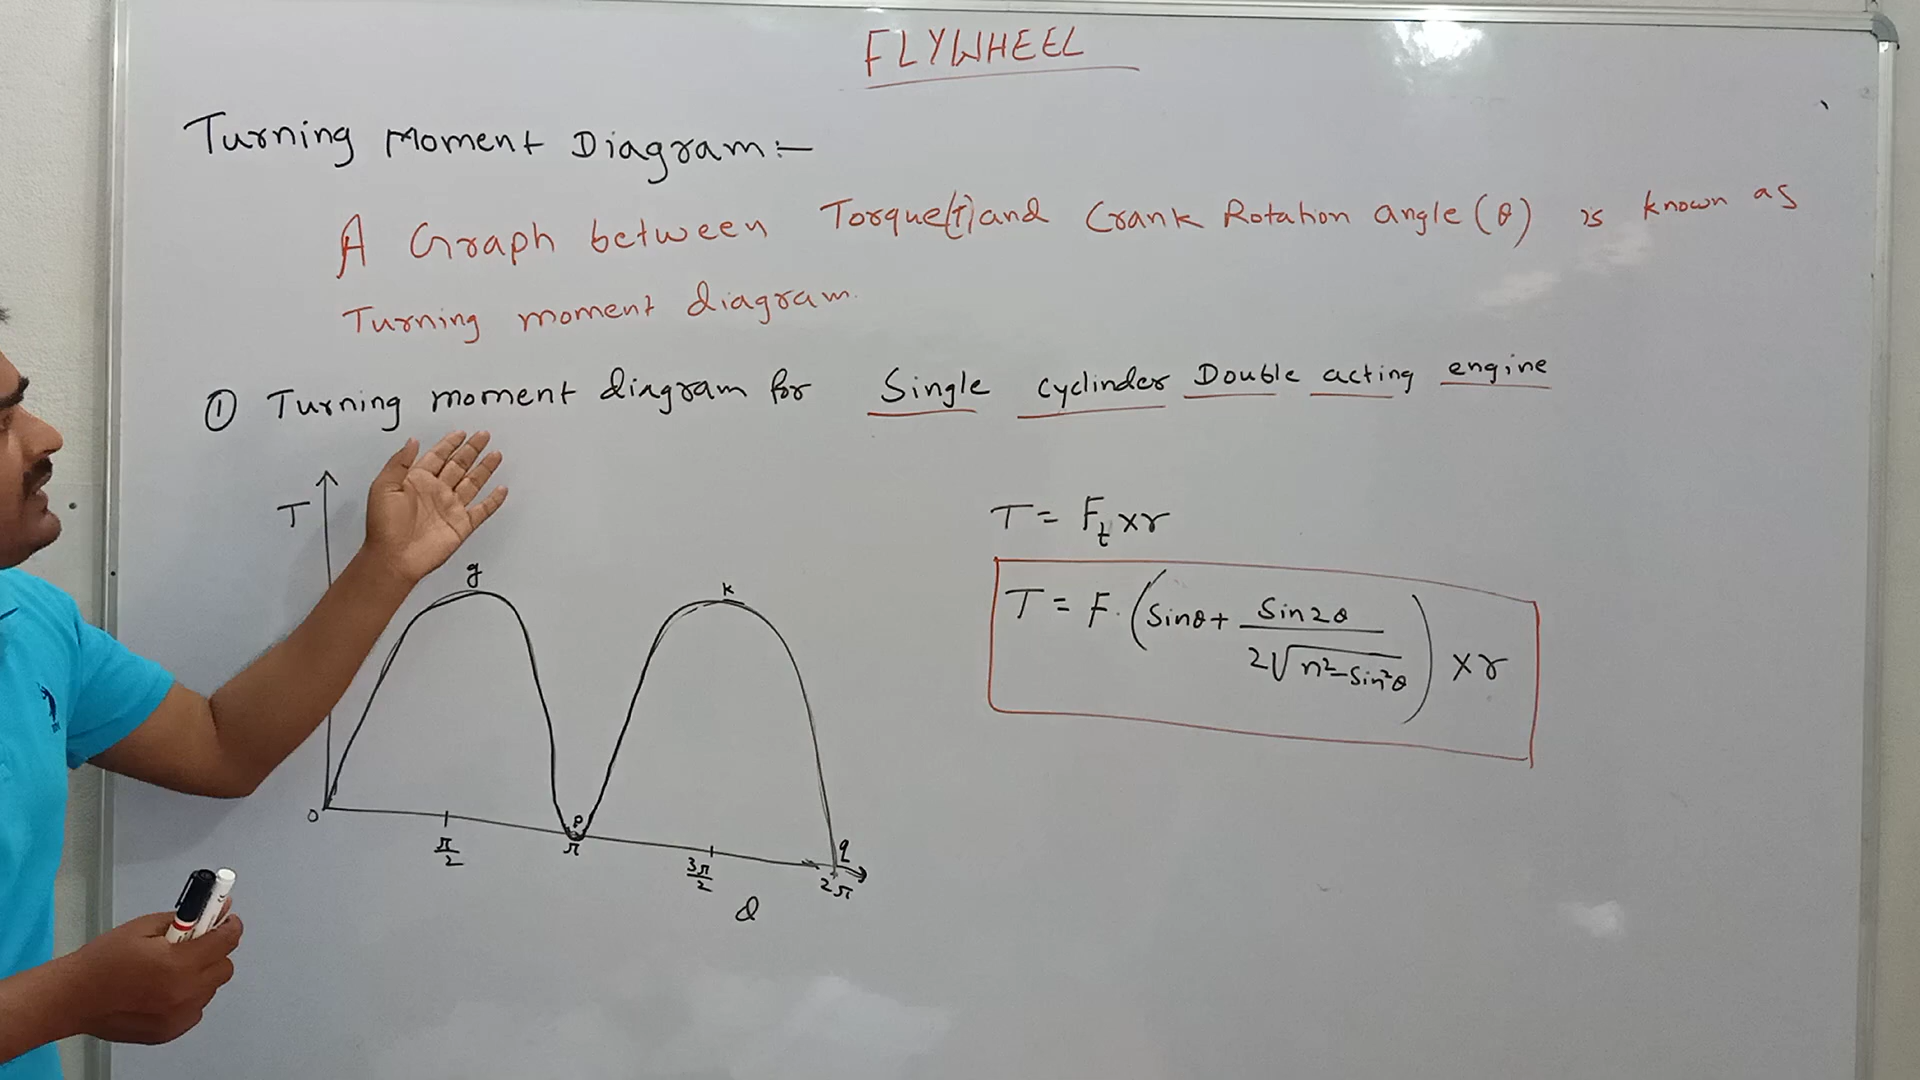 FLYWHEEL
Turning Moment Diagram:-
A Graph between Torque(T) and Crank Rotation angle (θ) is known as
Turning moment diagram.
① Turning moment diagram for Single cyclinder Double acting engine
T
g
k
T = Ft × r
T = F. (Sinθ + Sin2θ / 2√n²-Sin²θ) × r
O
π/2
P
π
3π/2
q
2π
θ